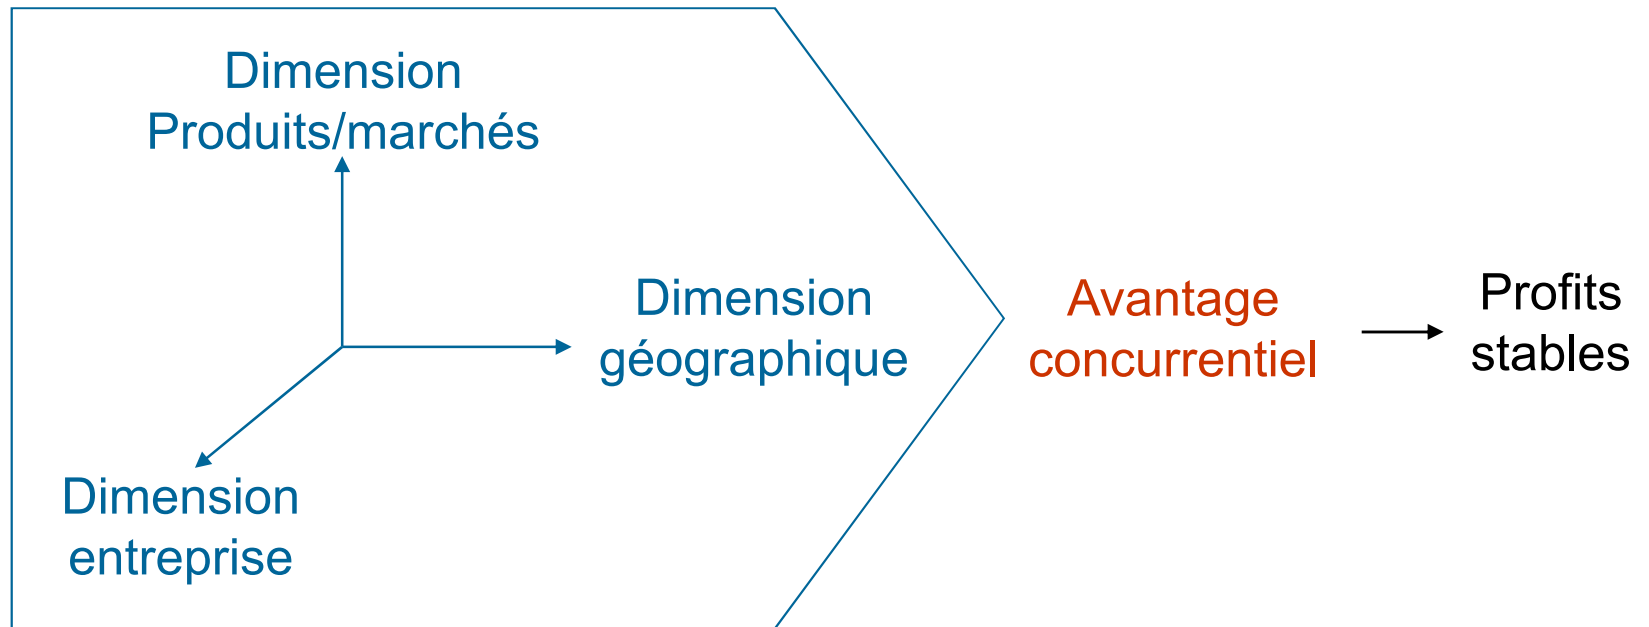 Dimension
Produits/marchés
Dimension
géographique
Dimension
entreprise
Avantage
concurrentiel
Profits
stables